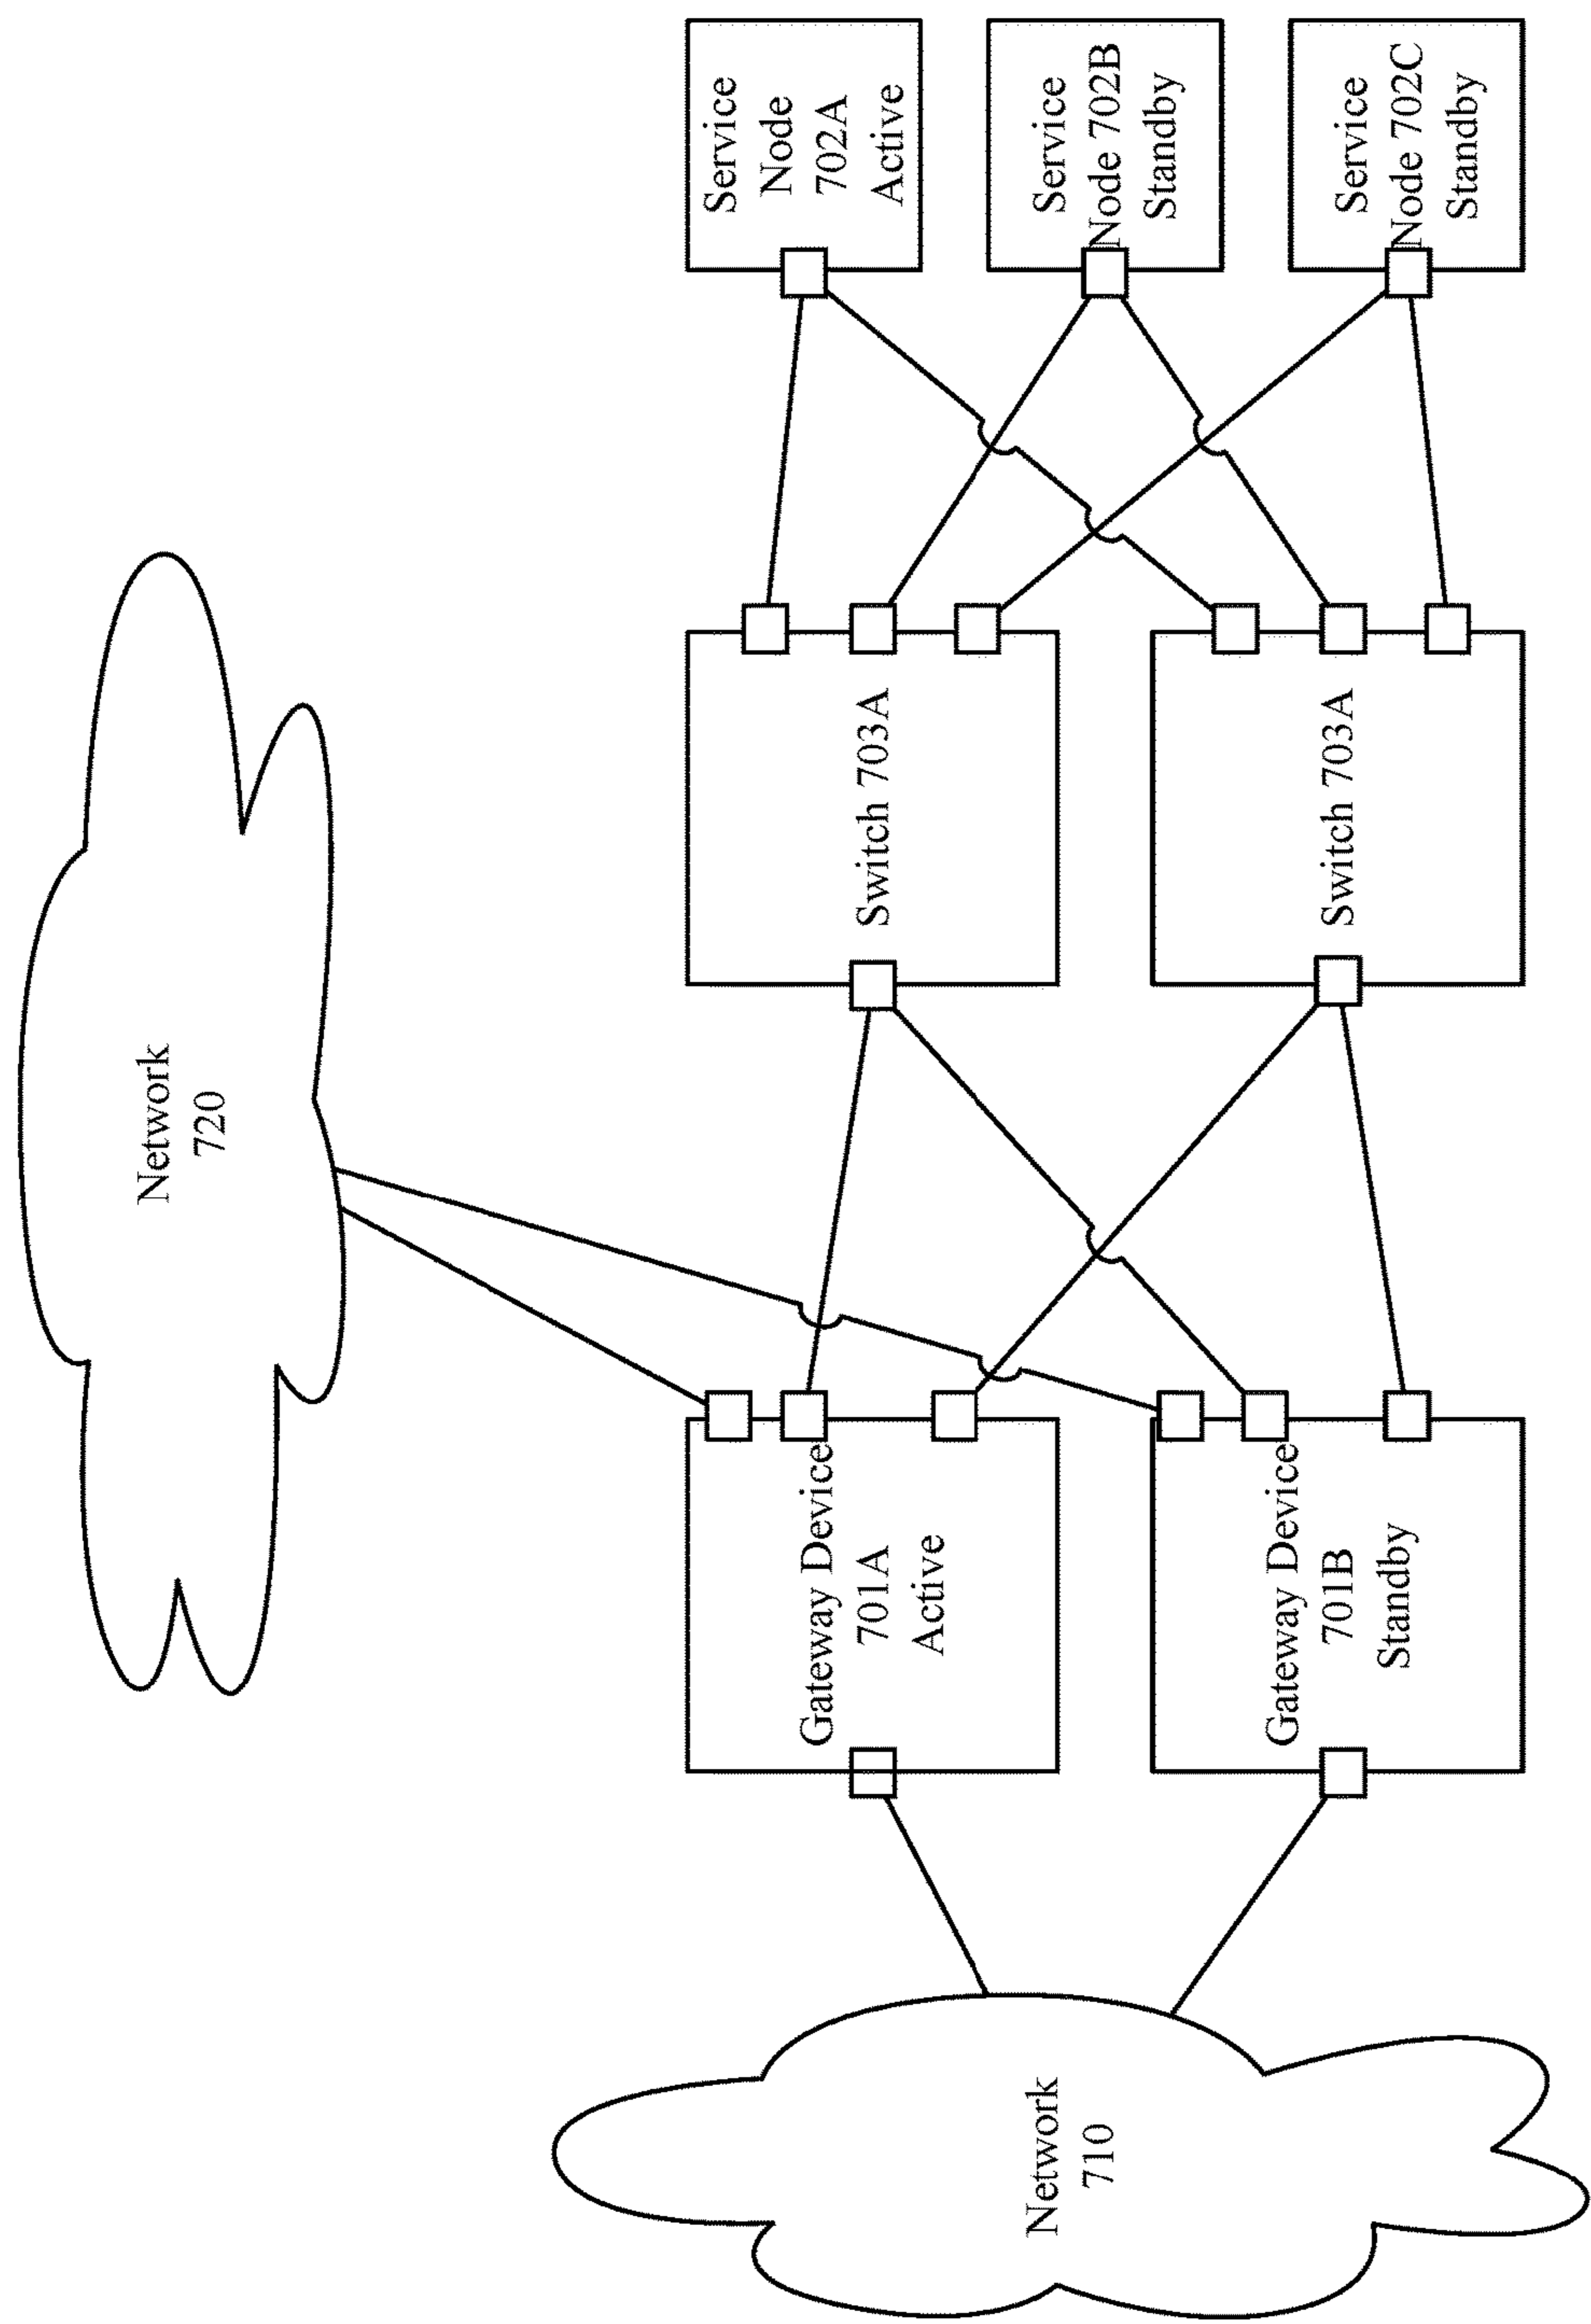 Network
720
Network
710
Gateway Device
701A
Active
Switch 703A
Service
Node
702A
Active
Service
Node 702B
Standby
Gateway Device
701B
Standby
Switch 703A
Service
Node 702C
Standby